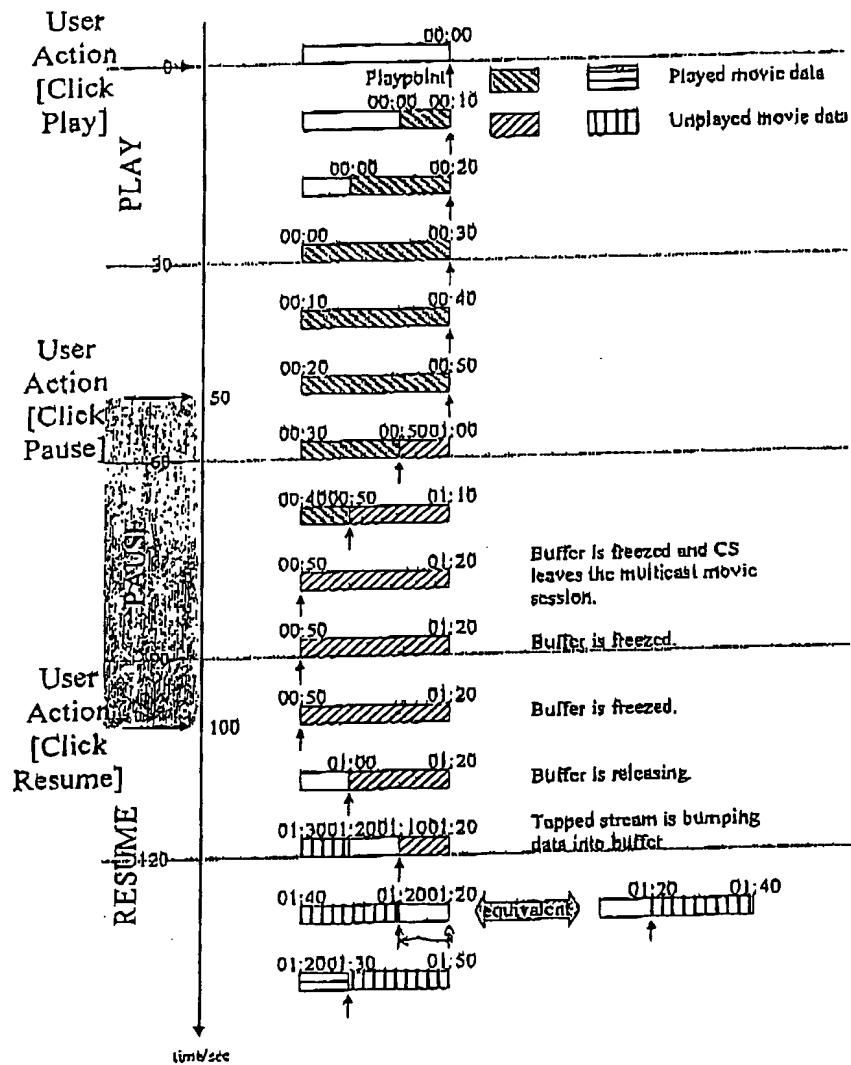 User
Action
[Click
Play]
PLAY
0
00:00
Playpoint
Played movie data
00:00 00:10
Unplayed movie data
00:00 00:20
00:00 00:30
30
00:10 00:40
User
Action
[Click
Pause]
00:20 00:50
50
00:30 00:50 01:00
60
PAUSE
00:40 00:50 01:10
00:50 01:20
Buffer is freezed and CS
leaves the multicast movie
session.
00:50 01:20
Buffer is freezed.
90
User
Action
[Click
Resume]
00:50 01:20
Buffer is freezed.
100
01:00 01:20
Buffer is releasing.
RESUME
01:30 01:20 01:10 01:20
Tapped stream is bumping
data into buffer
120
01:40 01:20 01:20
equivalent
01:20 01:40
01:20 01:30 01:50
time/sec